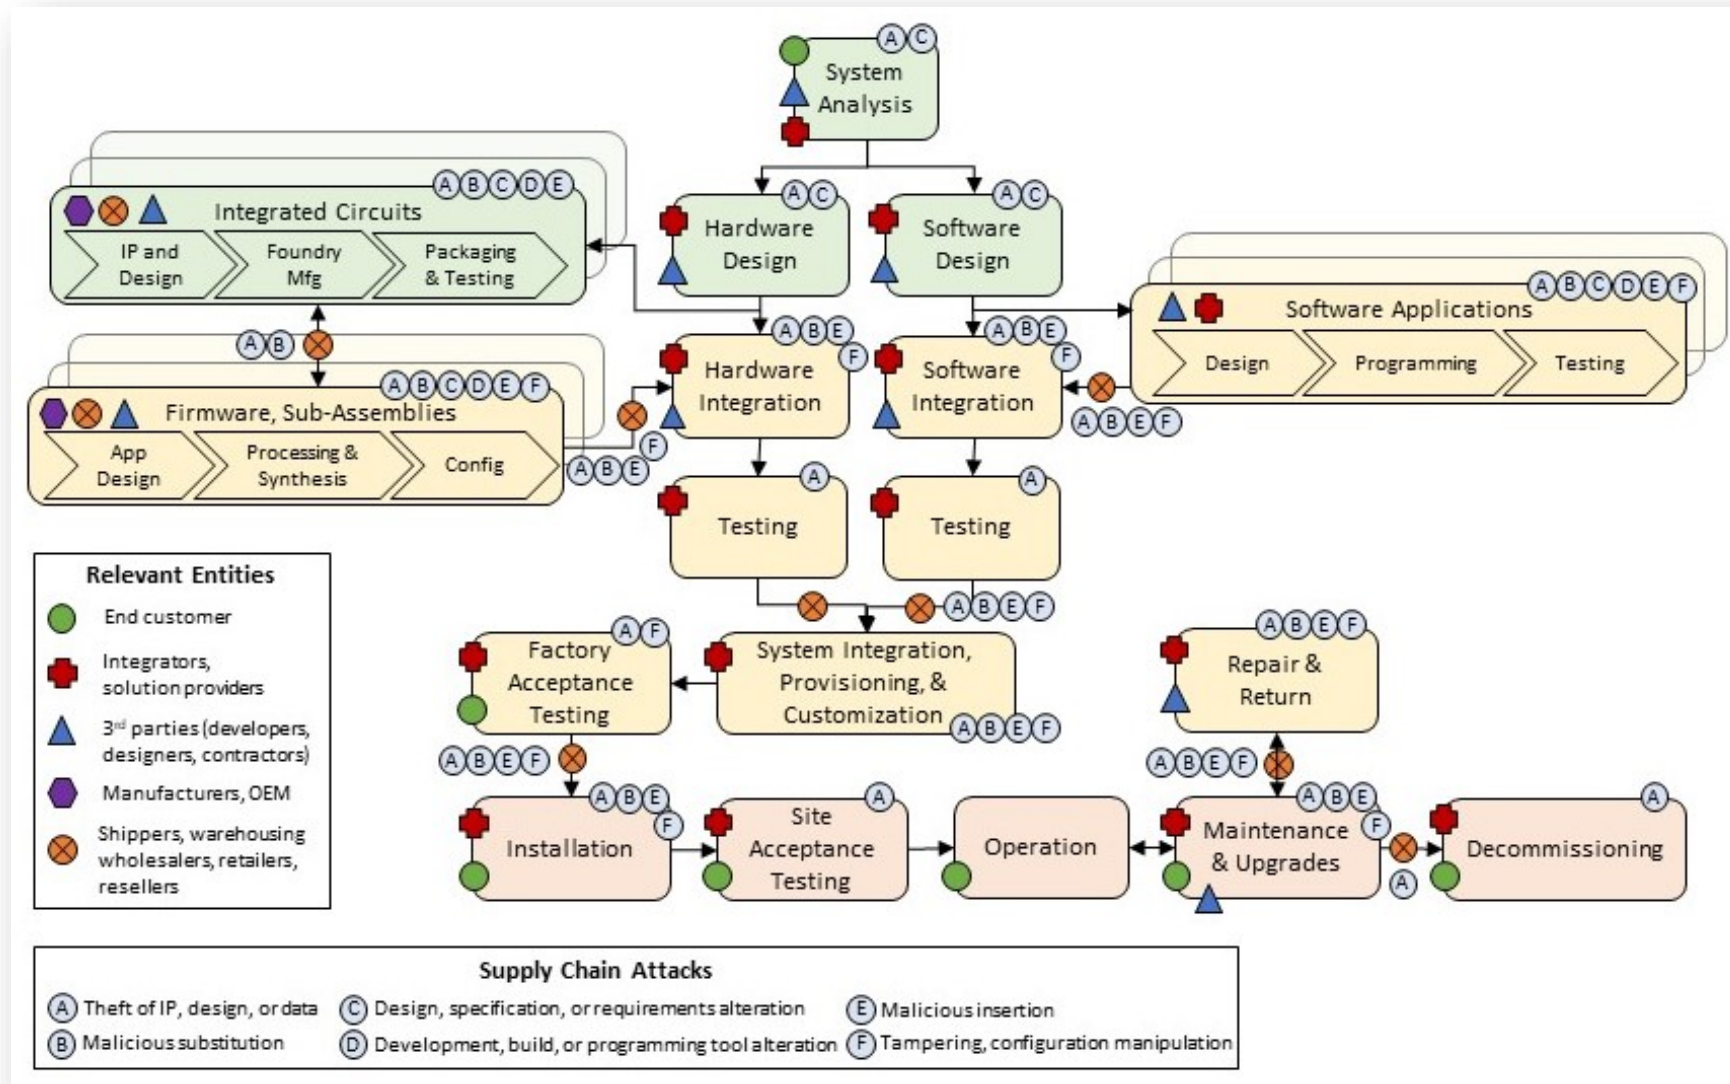 A C
System
Analysis
A B C D E
Integrated Circuits
IP and
Design
Foundry
Mfg
Packaging
& Testing
A C
Hardware
Design
A C
Software
Design
A B C D E F
Software Applications
Design
Programming
Testing
A B
A B C D E F
Firmware, Sub-Assemblies
App
Design
Processing &
Synthesis
Config
F
A B E
A B E
F
Hardware
Integration
A B E
F
Software
Integration
A B E F
A
Testing
A
Testing
A B E F
Relevant Entities
End customer
Integrators,
solution providers
3rd parties (developers,
designers, contractors)
Manufacturers, OEM
Shippers, warehousing
wholesalers, retailers,
resellers
A F
Factory
Acceptance
Testing
System Integration,
Provisioning, &
Customization
A B E F
A B E F
Repair &
Return
A B E F
A B E F
A B E
F
Installation
A
Site
Acceptance
Testing
Operation
A B E
F
Maintenance
& Upgrades
A
A
Decommissioning
Supply Chain Attacks
A Theft of IP, design, or data
C Design, specification, or requirements alteration
E Malicious insertion
B Malicious substitution
D Development, build, or programming tool alteration
F Tampering, configuration manipulation